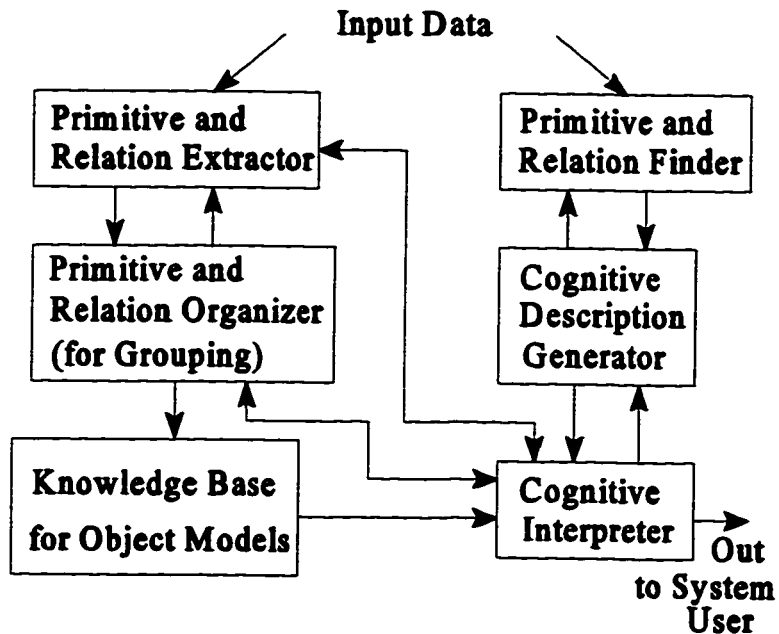 Input Data
Primitive and
Relation Extractor
Primitive and
Relation Finder
Primitive and
Relation Organizer
(for Grouping)
Cognitive
Description
Generator
Knowledge Base
for Object Models
Cognitive
Interpreter
Out
to System
User